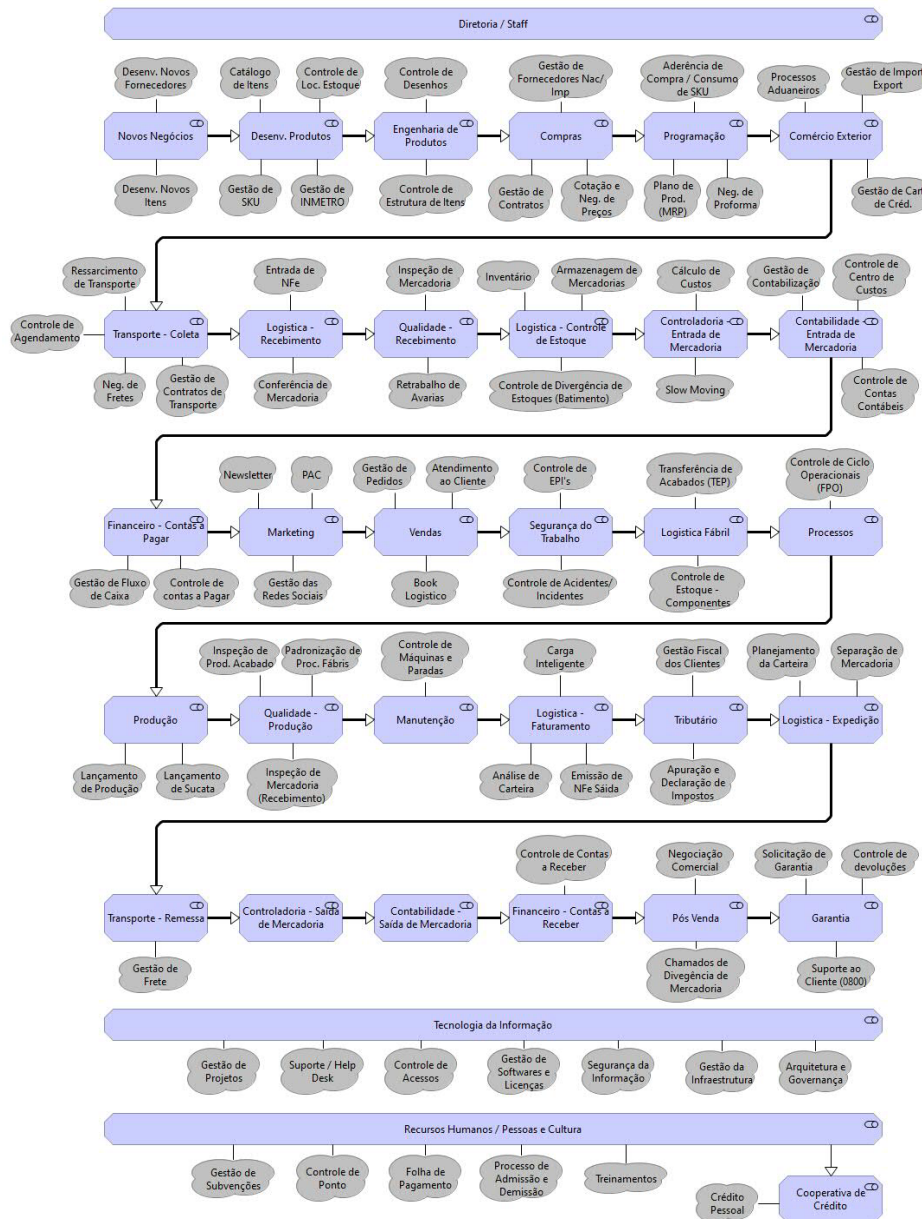 Diretoria / Staff
Desenv. Novos
Fornecedores
Catálogo
de Itens
Controle de
Loc. Estoque
Controle de
Desenhos
Gestão de
Fornecedores Nac/
Imp
Aderência de
Compra / Consumo
de SKU
Processos
Aduaneiros
Gestão de Import
Export
Novos Negócios
Desenv. Produtos
Engenharia de
Produtos
Compras
Programação
Comércio Exterior
Desenv. Novos
Itens
Gestão de
SKU
Gestão de
INMETRO
Controle de
Estrutura de Itens
Gestão de
Contratos
Cotação e
Neg. de
Preços
Plano de
Prod.
(MRP)
Neg. de
Proforma
Gestão de Cart
de Créd.
Ressarcimento
de Transporte
Entrada de
NFe
Inspeção de
Mercadoria
Inventário
Armazenagem de
Mercadorias
Cálculo de
Custos
Gestão de
Contabilização
Controle de
Centro de
Custos
Controle de
Agendamento
Transporte - Coleta
Logistica -
Recebimento
Qualidade -
Recebimento
Logistica - Controle
de Estoque
Controladoria -
Entrada de
Mercadoria
Contabilidade -
Entrada de
Mercadoria
Neg. de
Fretes
Gestão de
Contratos de
Transporte
Conferência de
Mercadoria
Retrabalho de
Avarias
Controle de Divergência de
Estoques (Batimento)
Slow Moving
Controle de
Contas
Contábeis
Newsletter
PAC
Gestão de
Pedidos
Atendimento
ao Cliente
Controle de
EPI's
Transferência de
Acabados (TEP)
Controle de Ciclo
Operacionais
(FPO)
Financeiro - Contas a
Pagar
Marketing
Vendas
Segurança do
Trabalho
Logistica Fábril
Processos
Gestão de Fluxo
de Caixa
Controle de
contas a Pagar
Gestão das
Redes Sociais
Book
Logistico
Controle de Acidentes/
Incidentes
Controle de
Estoque -
Componentes
Inspeção de
Prod. Acabado
Padronização de
Proc. Fábris
Controle de
Máquinas e
Paradas
Carga
Inteligente
Gestão Fiscal
dos Clientes
Planejamento
da Carteira
Separação de
Mercadoria
Produção
Qualidade -
Produção
Manutenção
Logistica -
Faturamento
Tributário
Logistica - Expedição
Lançamento
de Produção
Lançamento
de Sucata
Inspeção de
Mercadoria
(Recebimento)
Análise de
Carteira
Emissão de
NFe Sáida
Apuração e
Declaração de
Impostos
Controle de Contas
a Receber
Negociação
Comercial
Solicitação de
Garantia
Controle de
devoluções
Transporte - Remessa
Controladoria - Saída
de Mercadoria
Contabilidade -
Saída de Mercadoria
Financeiro - Contas a
Receber
Pós Venda
Garantia
Gestão de
Frete
Chamados de
Divegência de
Mercadoria
Suporte ao
Cliente (0800)
Tecnologia da Informação
Gestão de
Projetos
Suporte / Help
Desk
Controle de
Acessos
Gestão de
Softwares e
Licenças
Segurança da
Informação
Gestão da
Infraestrutura
Arquitetura e
Governança
Recursos Humanos / Pessoas e Cultura
Gestão de
Subvenções
Controle de
Ponto
Folha de
Pagamento
Processo de
Admissão e
Demissão
Treinamentos
Crédito
Pessoal
Cooperativa de
Crédito